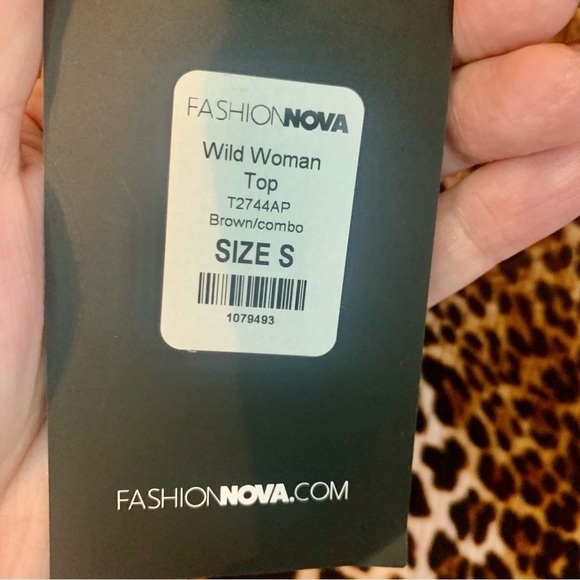 FASHIONNOVA
Wild Woman
Top
T2744AP
Brown/combo
SIZE S
1079493
FASHIONNOVA.COM